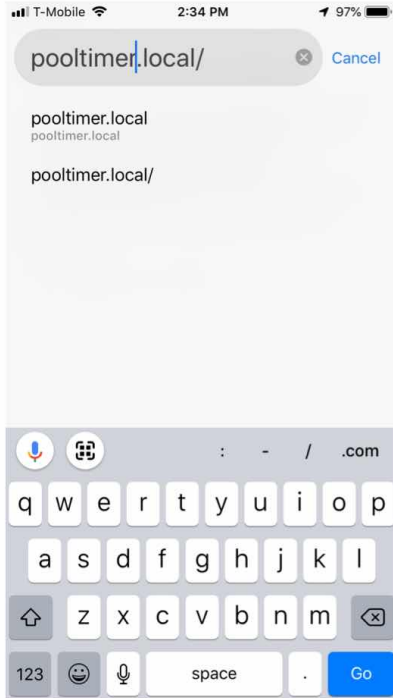 T-Mobile 2:34 PM 97%
pooltimer.local/ Cancel
pooltimer.local
pooltimer.local
pooltimer.local/
: - / .com
q w e r t y u i o p
a s d f g h j k l
z x c v b n m
123 space . Go